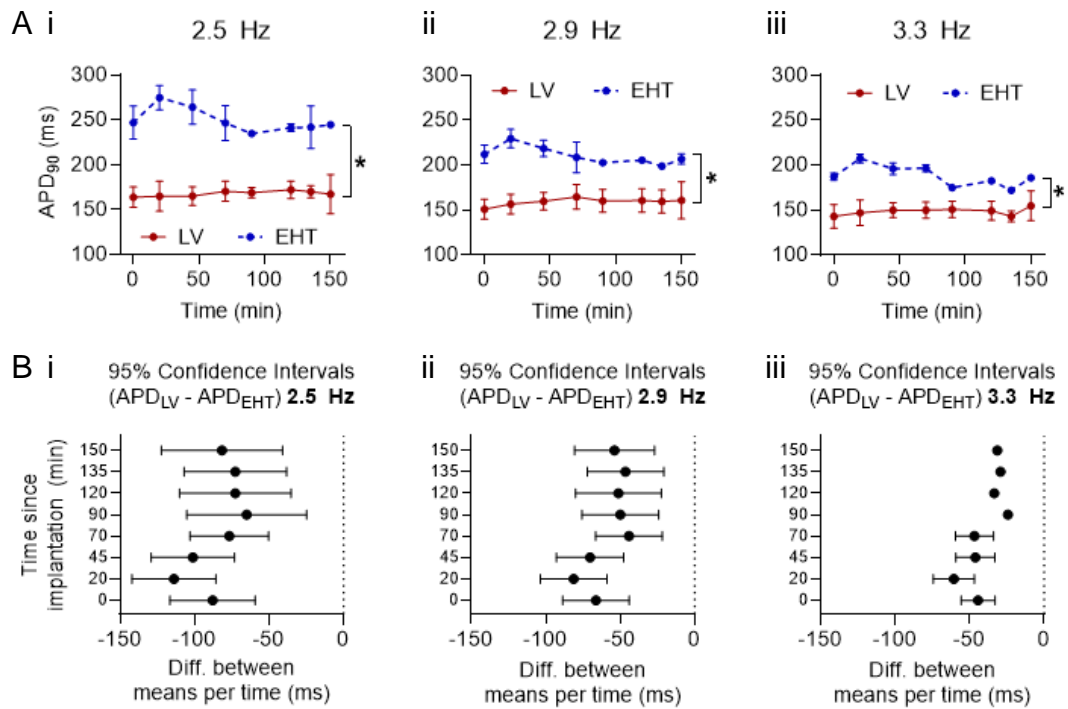 A i
2.5 Hz
ii
2.9 Hz
iii
3.3 Hz
APD90 (ms)
300
250
200
150
100
LV EHT
0 50 100 150
Time (min)
*
300
250
200
150
100
LV EHT
0 50 100 150
Time (min)
*
300
250
200
150
100
LV EHT
0 50 100 150
Time (min)
*
B i
95% Confidence Intervals
(APDLV - APDEHT) 2.5 Hz
ii
95% Confidence Intervals
(APDLV - APDEHT) 2.9 Hz
iii
95% Confidence Intervals
(APDLV - APDEHT) 3.3 Hz
Time since
implantation (min)
150
135
120
90
70
45
20
0
-150 -100 -50 0
Diff. between
means per time (ms)
150
135
120
90
70
45
20
0
-150 -100 -50 0
Diff. between
means per time (ms)
150
135
120
90
70
45
20
0
-150 -100 -50 0
Diff. between
means per time (ms)